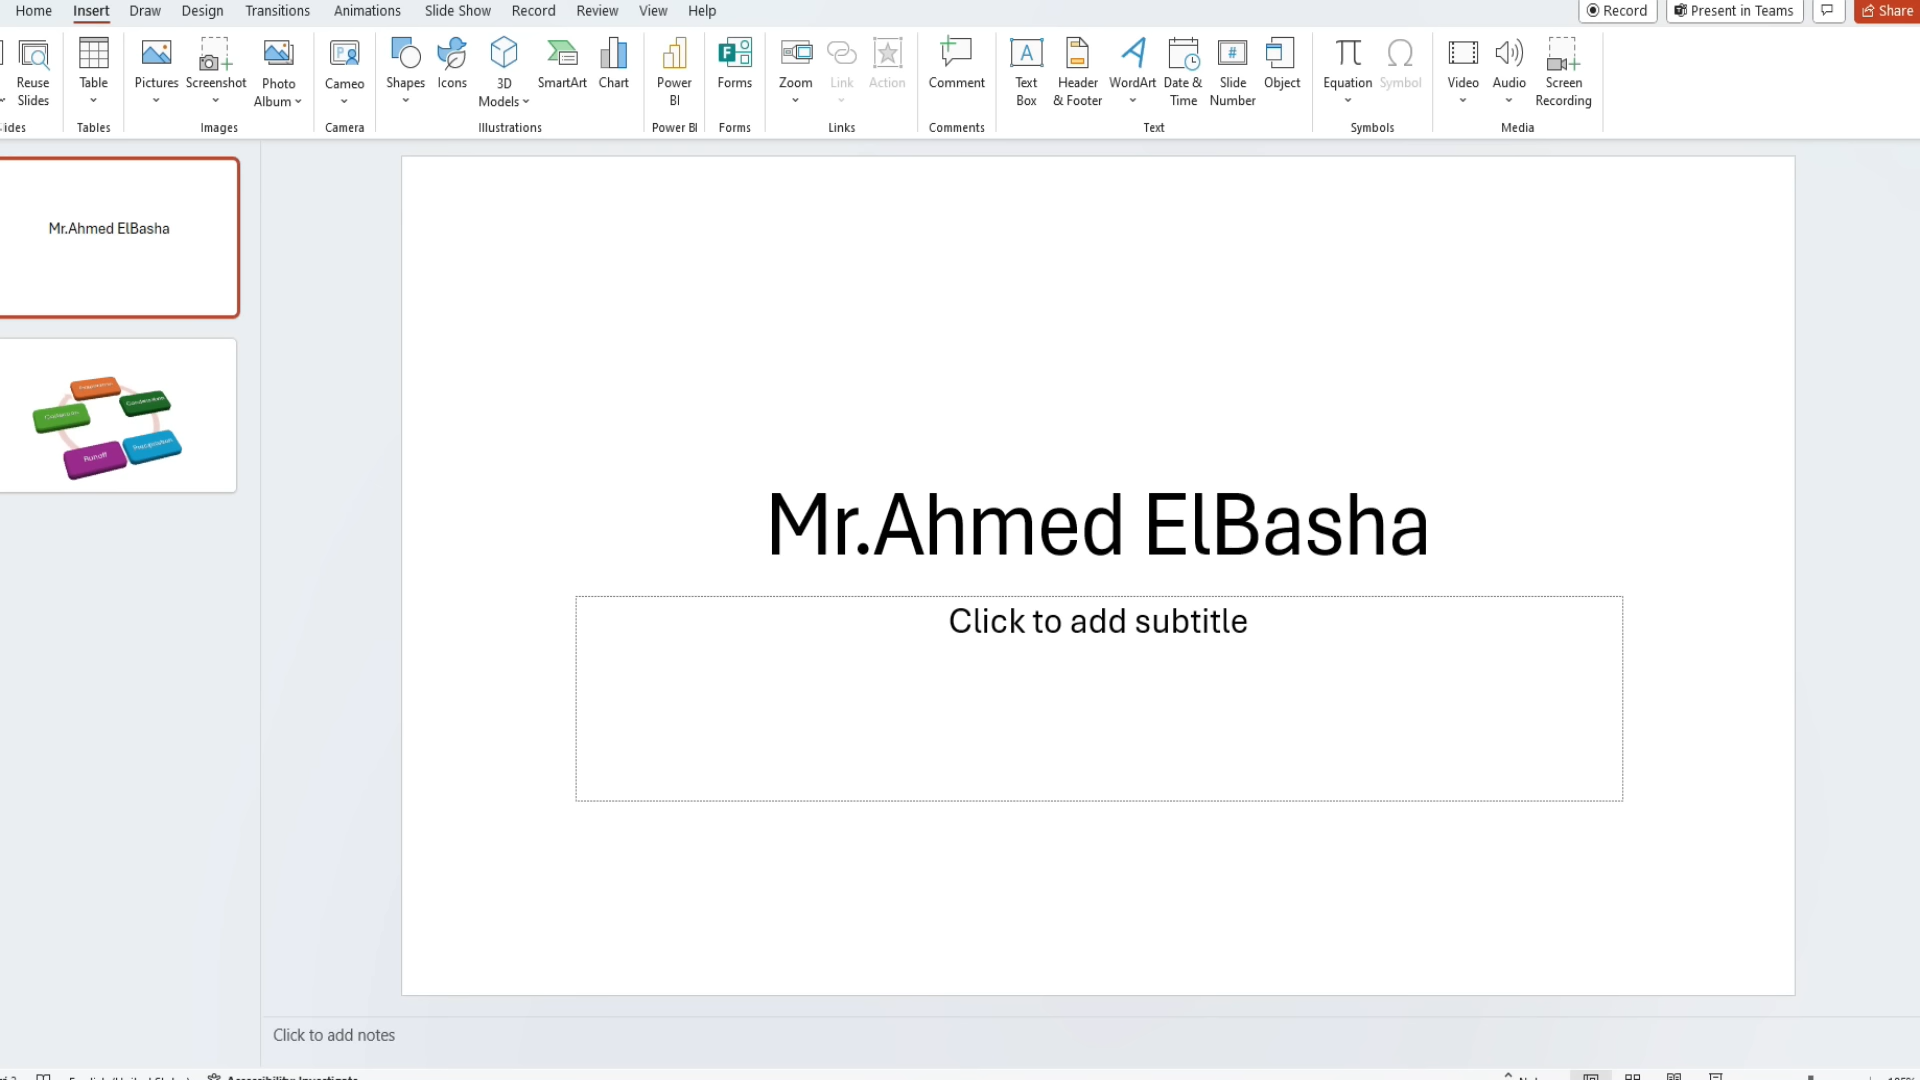 Home Insert Draw Design Transitions Animations Slide Show Record Review View Help Record Present in Teams Share
Reuse Slides Table Pictures Screenshot Photo Album Cameo Shapes Icons 3D Models SmartArt Chart Power BI Forms Zoom Link Action Comment Text Box Header & Footer WordArt Date & Time Slide Number Object Equation Symbol Video Audio Screen Recording
Tables Images Camera Illustrations Power BI Forms Links Comments Text Symbols Media
Mr.Ahmed ElBasha
Runoff
Precipitation
Mr.Ahmed ElBasha
Click to add subtitle
Click to add notes